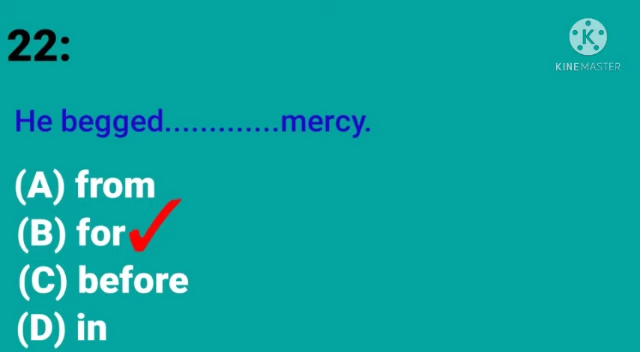 22:
KINEMASTER
He begged.............mercy.
(A) from
(B) for
(C) before
(D) in